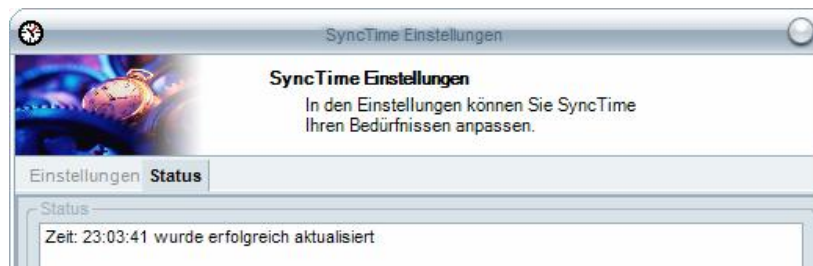 SyncTime Einstellungen
SyncTime Einstellungen
In den Einstellungen können Sie SyncTime
Ihren Bedürfnissen anpassen.
Einstellungen Status
Status
Zeit: 23:03:41 wurde erfolgreich aktualisiert